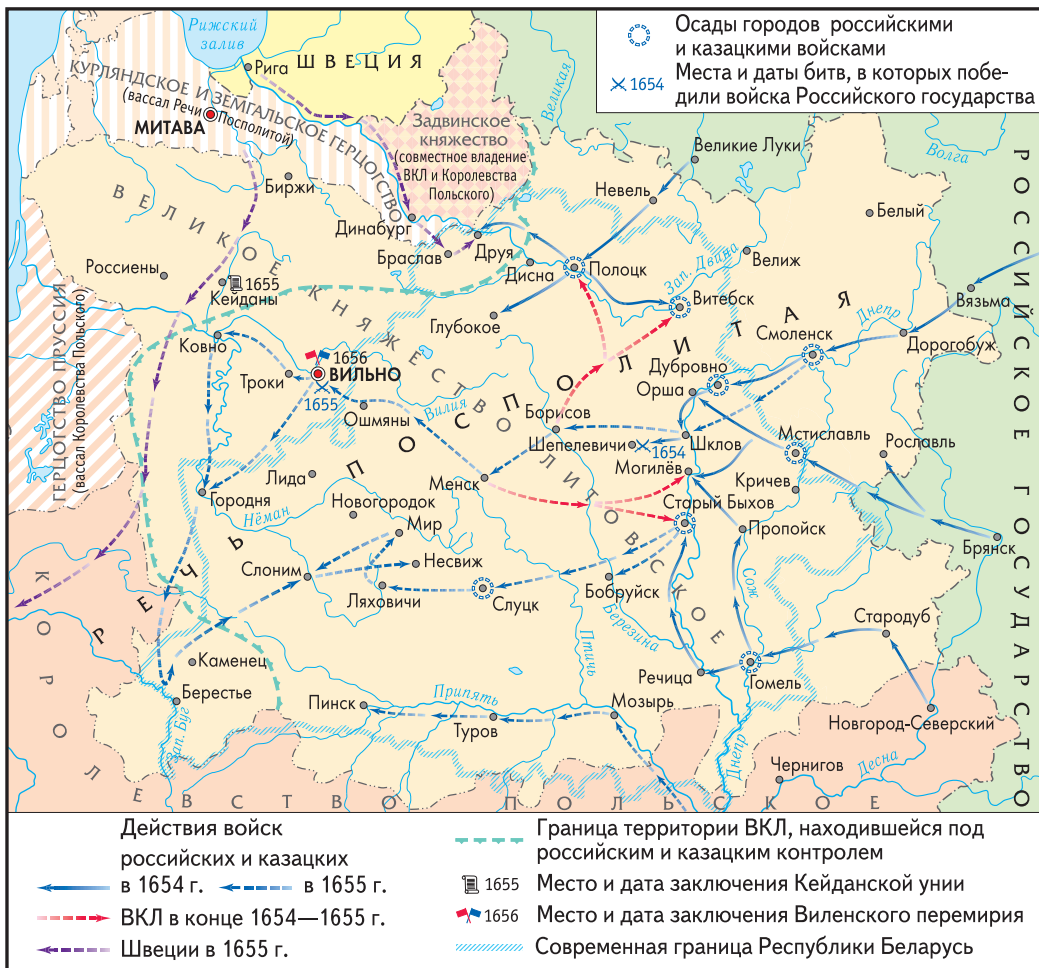 Осады городов российскими
и казацкими войсками
1654 Места и даты битв, в которых побе-
дили войска Российского государства
Рижский
залив
Рига
ШВЕЦИЯ
КУРЛЯНДСКОЕ И ЗЕМГАЛЬСКОЕ ГЕРЦОГСТВО
(вассал Речи Посполитой)
МИТАВА
Задвинское
княжество
(совместное владение
ВКЛ и Королевства
Польского)
Великая
Великие Луки
Волга
Невель
Биржи
Белый
Динабург
Браслав
Друя
Дисна
Полоцк
Зап. Двина
Велиж
Россиены
1655
Кейданы
Витебск
Вязьма
Глубокое
Смоленск
Днепр
Дорогобуж
Ковно
1656
ВИЛЬНО
1655
Троки
Дубровно
Орша
Ошмяны
Вилия
Борисов
Шепелевичи
1654
Шклов
Мстиславль
Рославль
Могилёв
Лида
Менск
Кричев
Городня
Новогородок
Старый Быхов
Нёман
Мир
Пропойск
Брянск
Слоним
Несвиж
Ляховичи
Слуцк
Бобруйск
Сож
Березина
Стародуб
Птичь
Каменец
Речица
Гомель
Берестье
Пинск
Припять
Туров
Мозырь
Новгород-Северский
Зап. Буг
Днепр
Чернигов
Десна
ВЕЛИКОЕ КНЯЖЕСТВО ЛИТОВСКОЕ
РЕЧЬ ПОСПОЛИТАЯ
РОССИЙСКОЕ ГОСУДАРСТВО
КОРОЛЕВСТВО ПОЛЬСКОЕ
ГЕРЦОГСТВО ПРУССИЯ
(вассал Королевства Польского)
Действия войск
российских и казацких
в 1654 г. в 1655 г.
ВКЛ в конце 1654—1655 г.
Швеции в 1655 г.
Граница территории ВКЛ, находившейся под
российским и казацким контролем
1655 Место и дата заключения Кейданской унии
1656 Место и дата заключения Виленского перемирия
Современная граница Республики Беларусь